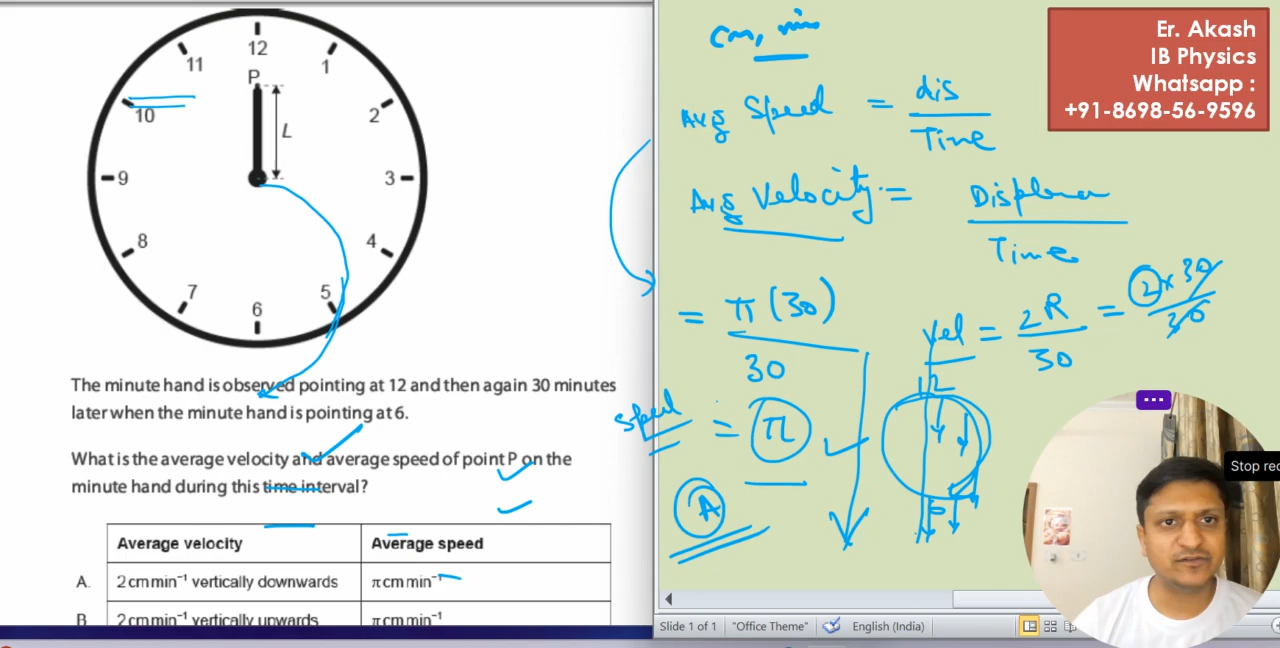 12
11
1
P
10
2
L
9
3
8
4
7
5
6
The minute hand is observed pointing at 12 and then again 30 minutes
later when the minute hand is pointing at 6.
What is the average velocity and average speed of point P on the
minute hand during this time interval?
Average velocity
Average speed
A.
2 cm min⁻¹ vertically downwards
π cm min⁻¹
B
2 cm min⁻¹ vertically upwards
π cm min⁻¹
cm, min
Avg Speed = dis / Time
Avg Velocity =
Time
= π (30) / 30
Vel = 2R / 30 = 2 × 30 / 30
Speed = π
A
12
6
Er. Akash
IB Physics
Whatsapp :
+91-8698-56-9596
Stop rec
Slide 1 of 1
"Office Theme"
English (India)